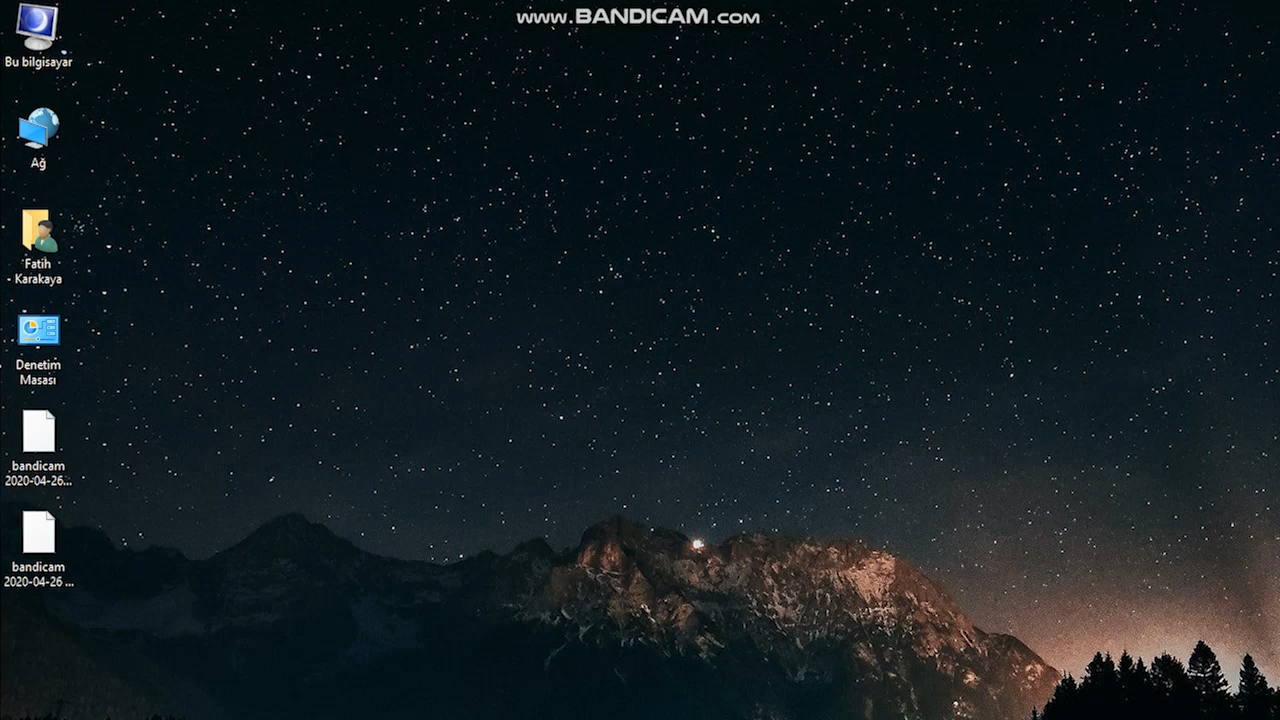 www.BANDICAM.com
Bu bilgisayar
Ağ
Fatih
Karakaya
Denetim
Masası
bandicam
2020-04-26...
bandicam
2020-04-26 ...